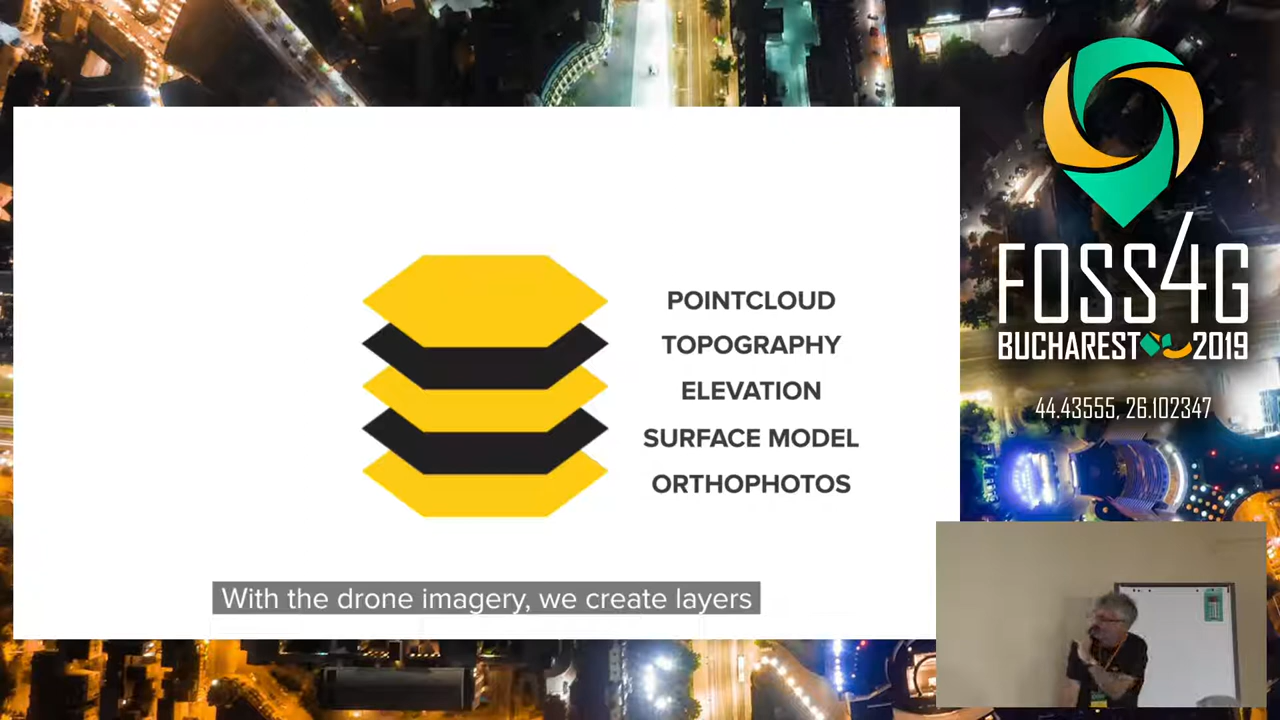 POINTCLOUD
TOPOGRAPHY
ELEVATION
SURFACE MODEL
ORTHOPHOTOS
With the drone imagery, we create layers
FOSS4G
BUCHAREST 2019
44.43555, 26.102347